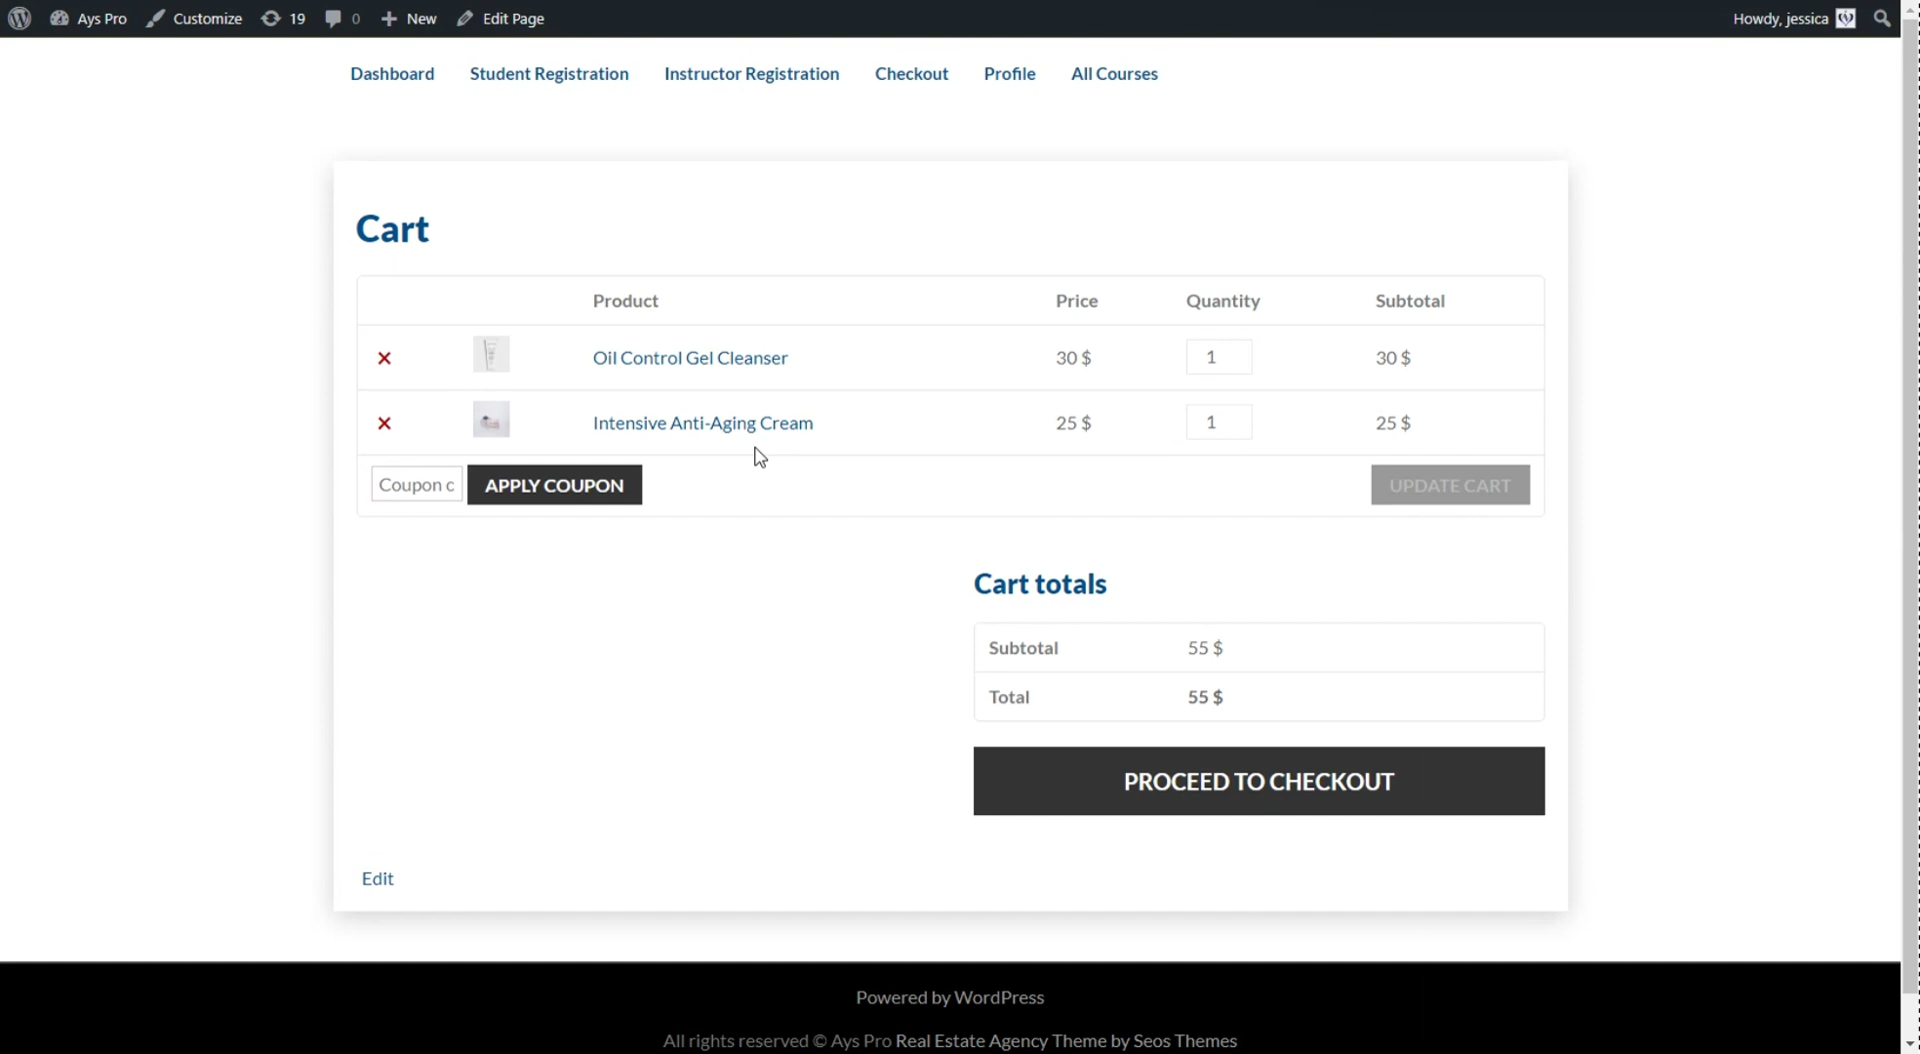 Ays Pro Customize 19 0 New Edit Page Howdy, jessica
Dashboard Student Registration Instructor Registration Checkout Profile All Courses
Cart
Product Price Quantity Subtotal
× Oil Control Gel Cleanser 30 $ 1 30 $
× Intensive Anti-Aging Cream 25 $ 1 25 $
Coupon c APPLY COUPON UPDATE CART
Cart totals
Subtotal 55 $
Total 55 $
PROCEED TO CHECKOUT
Edit
Powered by WordPress
All rights reserved © Ays Pro Real Estate Agency Theme by Seos Themes